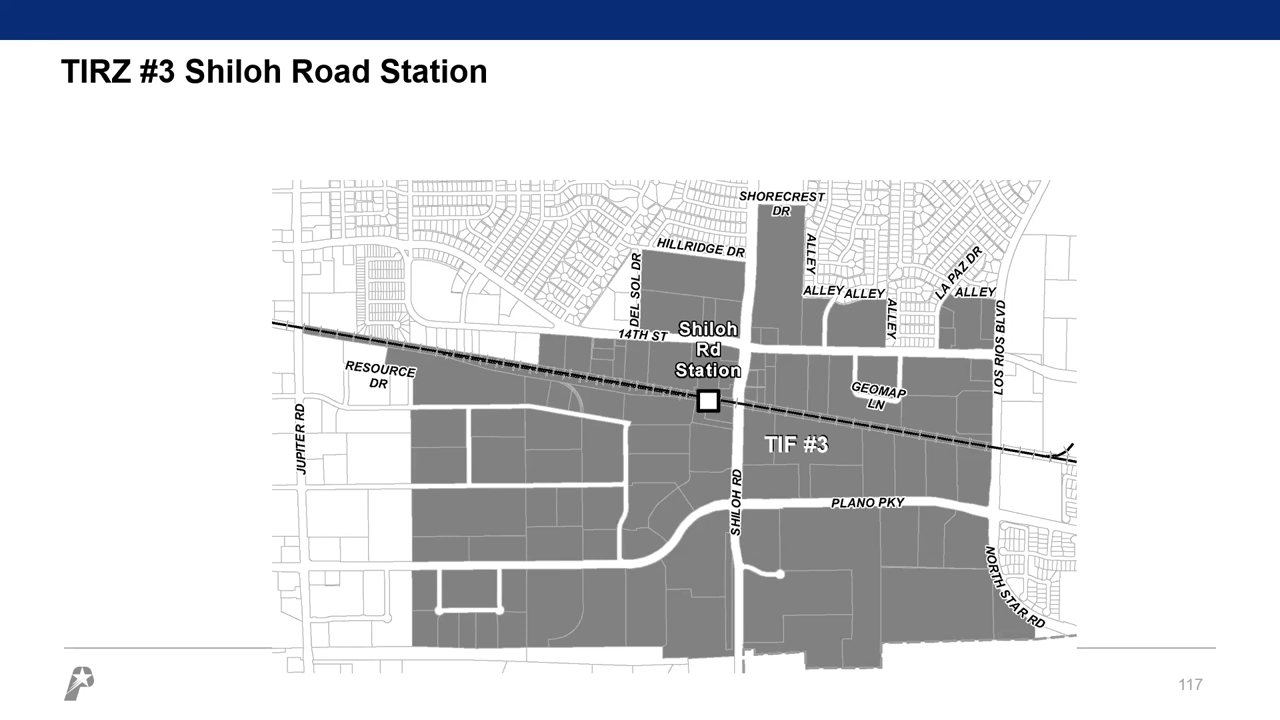 TIRZ #3 Shiloh Road Station
SHORECREST
DR
HILLRIDGE DR
ALLEY
DEL SOL DR
LA PAZ DR
ALLEY
ALLEY
ALLEY
ALLEY
LOS RIOS BLVD
14TH ST
Shiloh
Rd
Station
RESOURCE
DR
GEOMAP
LN
JUPITER RD
TIF #3
SHILOH RD
PLANO PKY
NORTH STAR RD
P
117